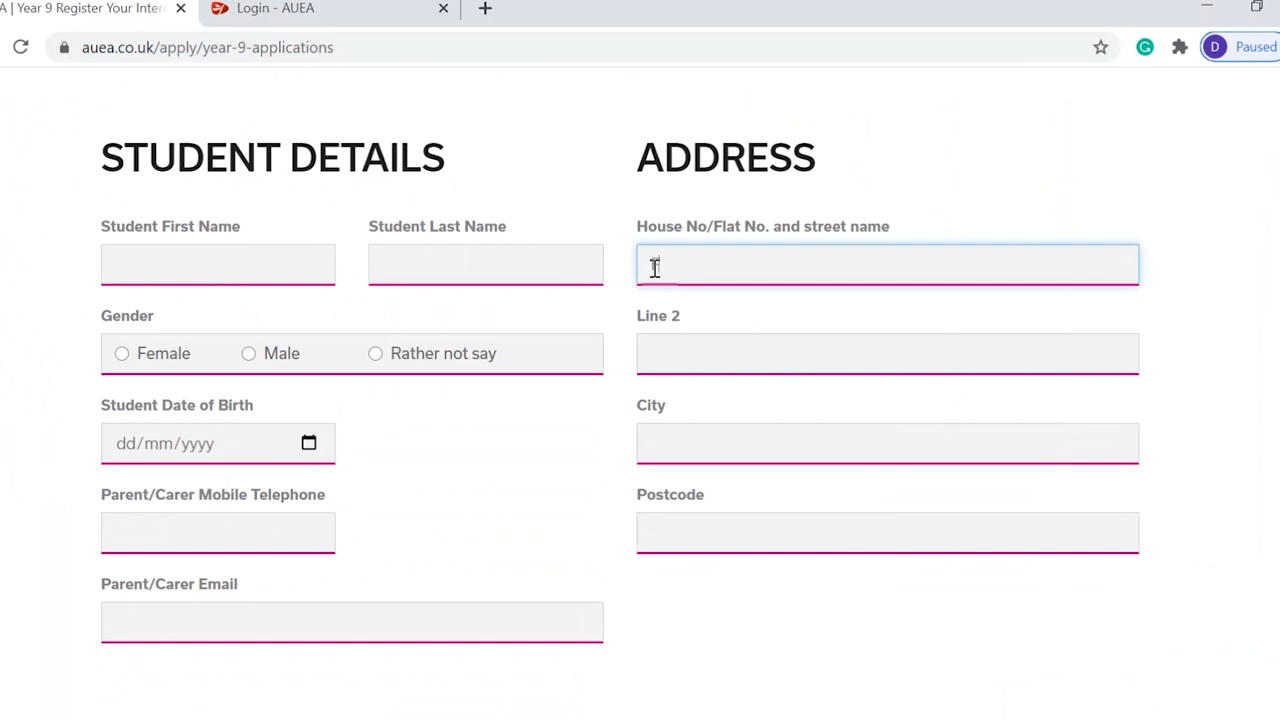 A | Year 9 Register Your Inter
Login - AUEA
auea.co.uk/apply/year-9-applications
D
Paused
STUDENT DETAILS
ADDRESS
Student First Name
Student Last Name
House No/Flat No. and street name
Gender
Line 2
Female
Male
Rather not say
Student Date of Birth
City
dd/mm/yyyy
Parent/Carer Mobile Telephone
Postcode
Parent/Carer Email